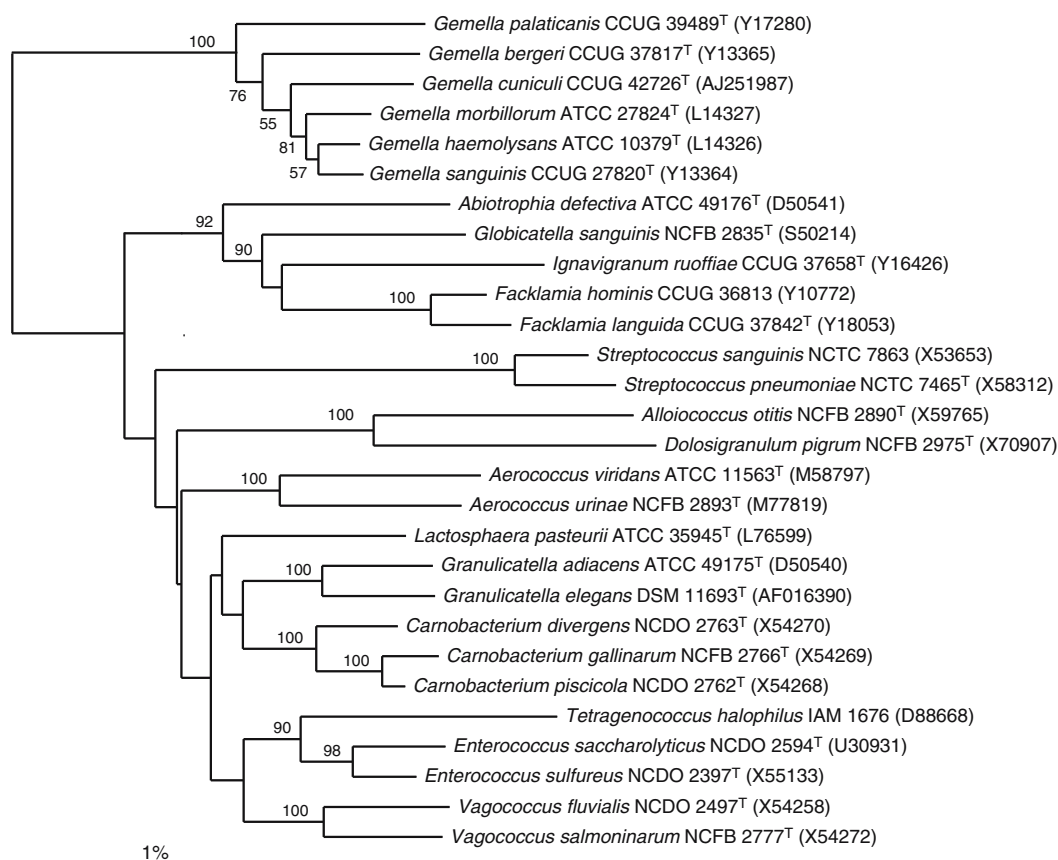 Gemella palaticanis CCUG 39489T (Y17280)
100
Gemella bergeri CCUG 37817T (Y13365)
76
Gemella cuniculi CCUG 42726T (AJ251987)
55
Gemella morbillorum ATCC 27824T (L14327)
81
Gemella haemolysans ATCC 10379T (L14326)
57
Gemella sanguinis CCUG 27820T (Y13364)
Abiotrophia defectiva ATCC 49176T (D50541)
92
Globicatella sanguinis NCFB 2835T (S50214)
90
Ignavigranum ruoffiae CCUG 37658T (Y16426)
Facklamia hominis CCUG 36813 (Y10772)
100
Facklamia languida CCUG 37842T (Y18053)
Streptococcus sanguinis NCTC 7863 (X53653)
100
Streptococcus pneumoniae NCTC 7465T (X58312)
Alloiococcus otitis NCFB 2890T (X59765)
100
Dolosigranulum pigrum NCFB 2975T (X70907)
Aerococcus viridans ATCC 11563T (M58797)
100
Aerococcus urinae NCFB 2893T (M77819)
Lactosphaera pasteurii ATCC 35945T (L76599)
Granulicatella adiacens ATCC 49175T (D50540)
100
Granulicatella elegans DSM 11693T (AF016390)
Carnobacterium divergens NCDO 2763T (X54270)
100
Carnobacterium gallinarum NCFB 2766T (X54269)
100
Carnobacterium piscicola NCDO 2762T (X54268)
Tetragenococcus halophilus IAM 1676 (D88668)
90
Enterococcus saccharolyticus NCDO 2594T (U30931)
98
Enterococcus sulfureus NCDO 2397T (X55133)
Vagococcus fluvialis NCDO 2497T (X54258)
100
Vagococcus salmoninarum NCFB 2777T (X54272)
1%